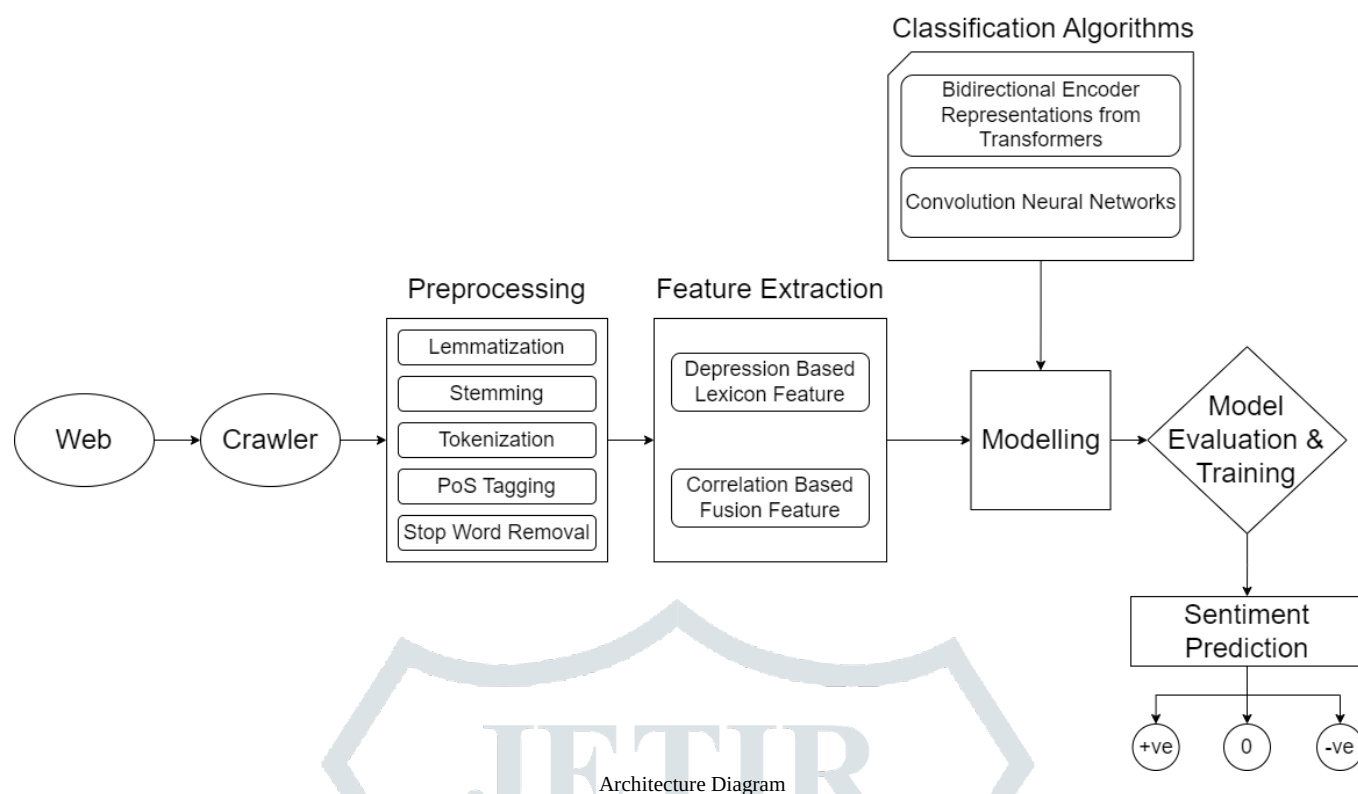 Classification Algorithms
Bidirectional Encoder
Representations from
Transformers
Convolution Neural Networks
Preprocessing
Lemmatization
Stemming
Tokenization
PoS Tagging
Stop Word Removal
Feature Extraction
Depression Based
Lexicon Feature
Correlation Based
Fusion Feature
Web
Crawler
Modelling
Model
Evaluation &
Training
Sentiment
Prediction
+ve
0
-ve
JETIR
Architecture Diagram